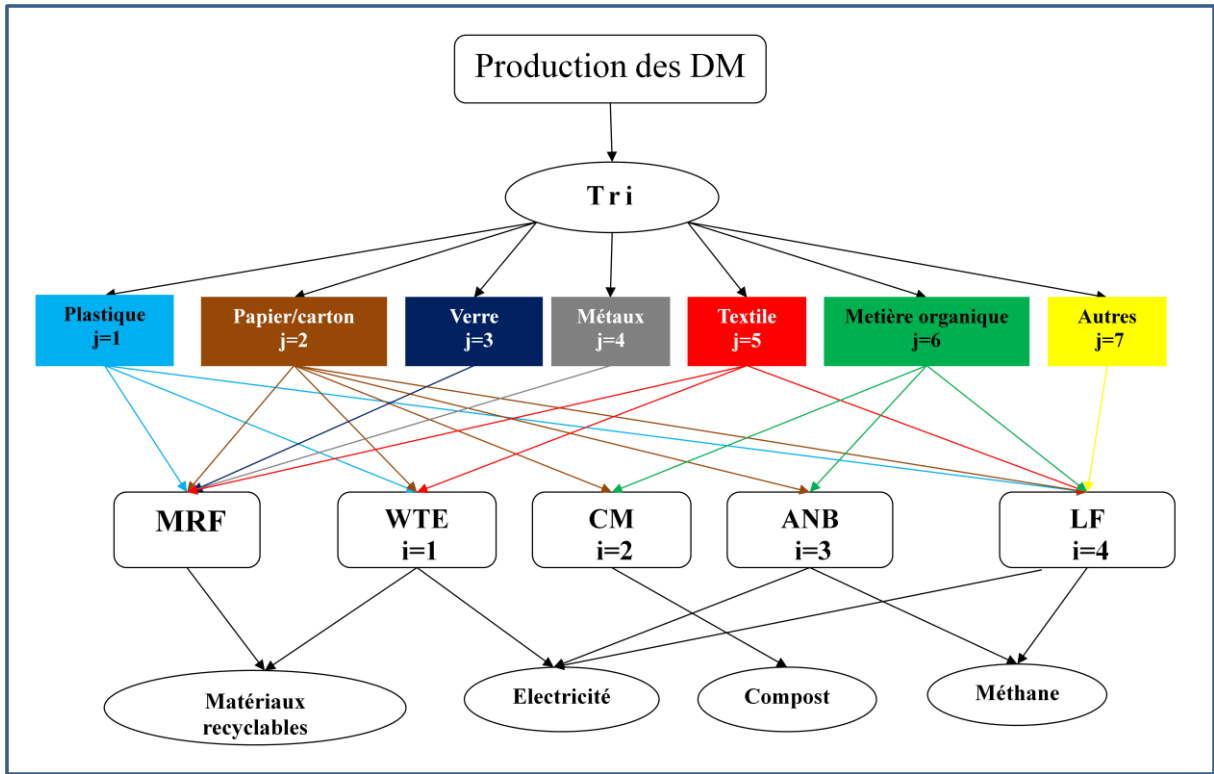 Production des DM
Tri
Plastique
j=1
Papier/carton
j=2
Verre
j=3
Métaux
j=4
Textile
j=5
Metière organique
j=6
Autres
j=7
MRF
WTE
i=1
CM
i=2
ANB
i=3
LF
i=4
Matériaux
recyclables
Electricité
Compost
Méthane